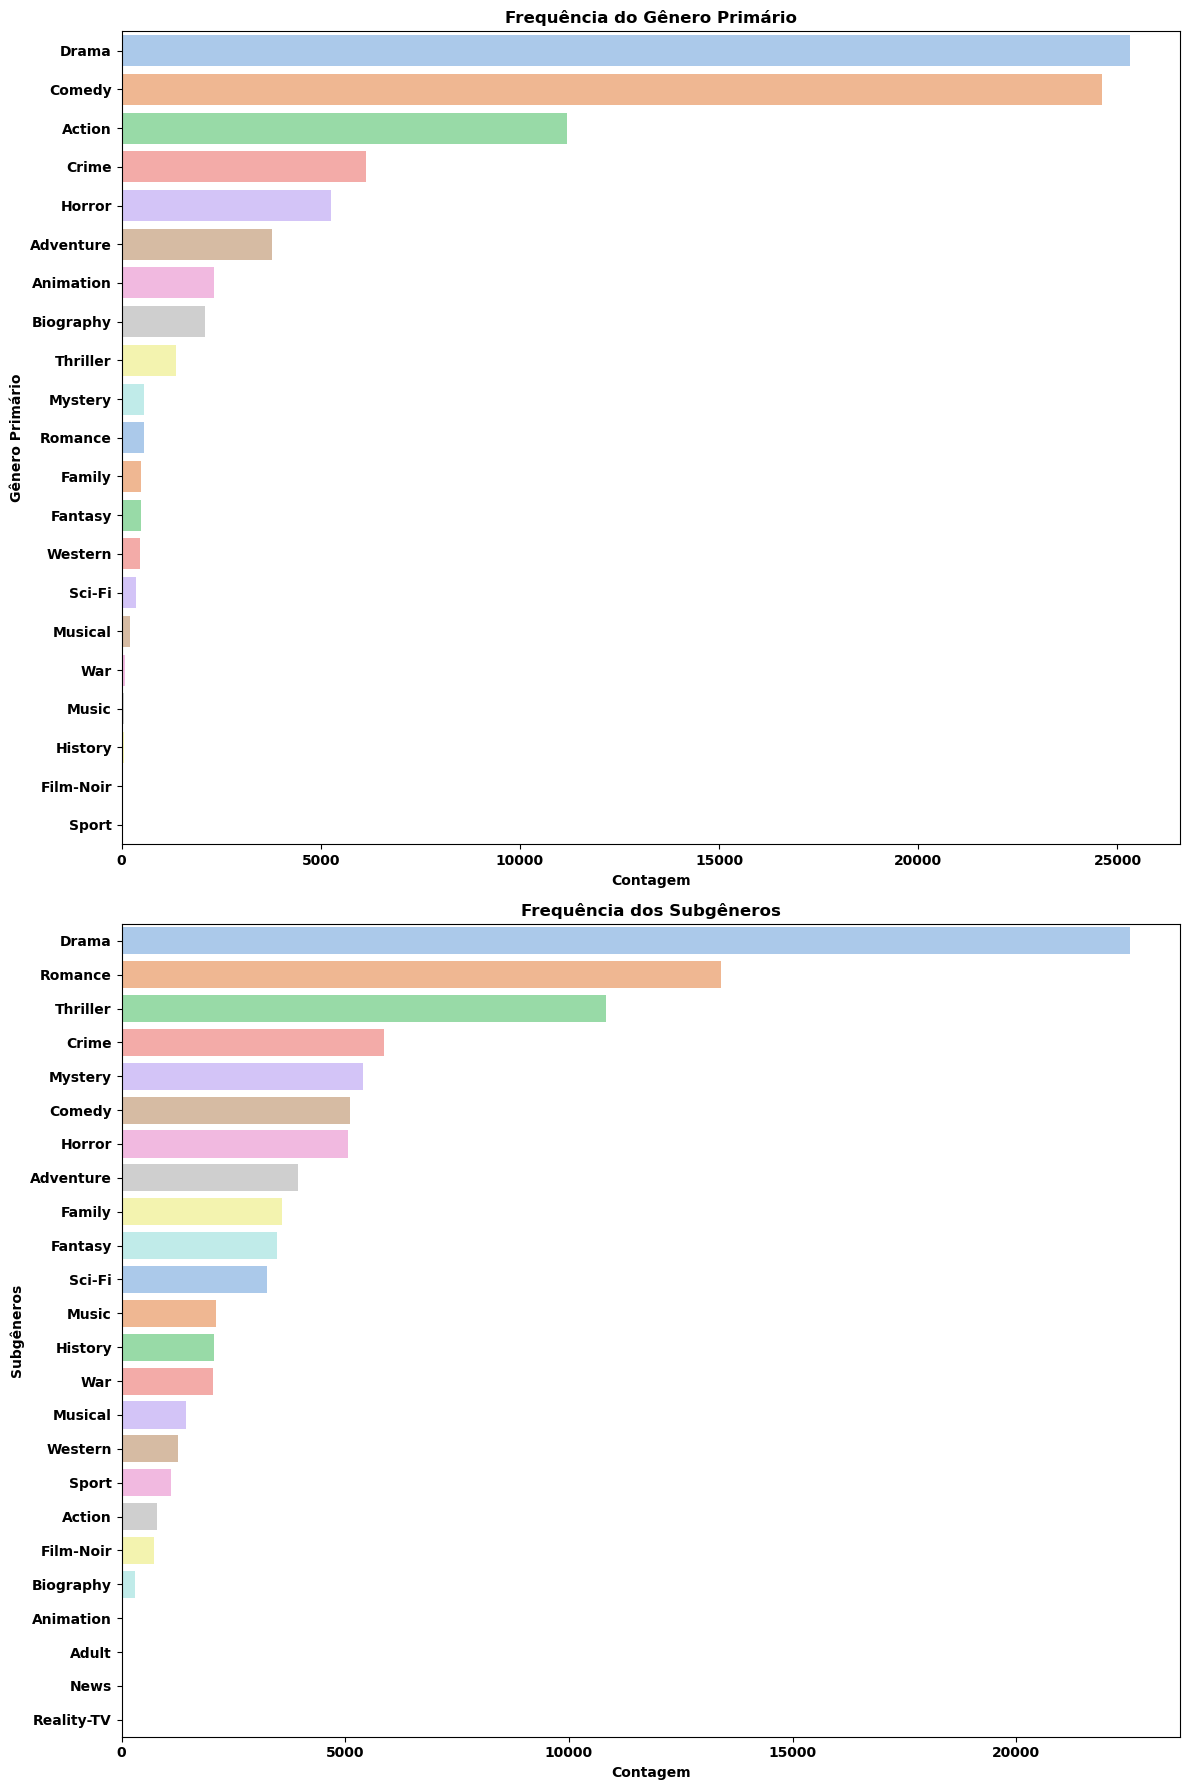 Frequência do Gênero Primário
Gênero Primário
Drama
Comedy
Action
Crime
Horror
Adventure
Animation
Biography
Thriller
Mystery
Romance
Family
Fantasy
Western
Sci-Fi
Musical
War
Music
History
Film-Noir
Sport
0 5000 10000 15000 20000 25000
Contagem
Frequência dos Subgêneros
Subgêneros
Drama
Romance
Thriller
Crime
Mystery
Comedy
Horror
Adventure
Family
Fantasy
Sci-Fi
Music
History
War
Musical
Western
Sport
Action
Film-Noir
Biography
Animation
Adult
News
Reality-TV
0 5000 10000 15000 20000
Contagem